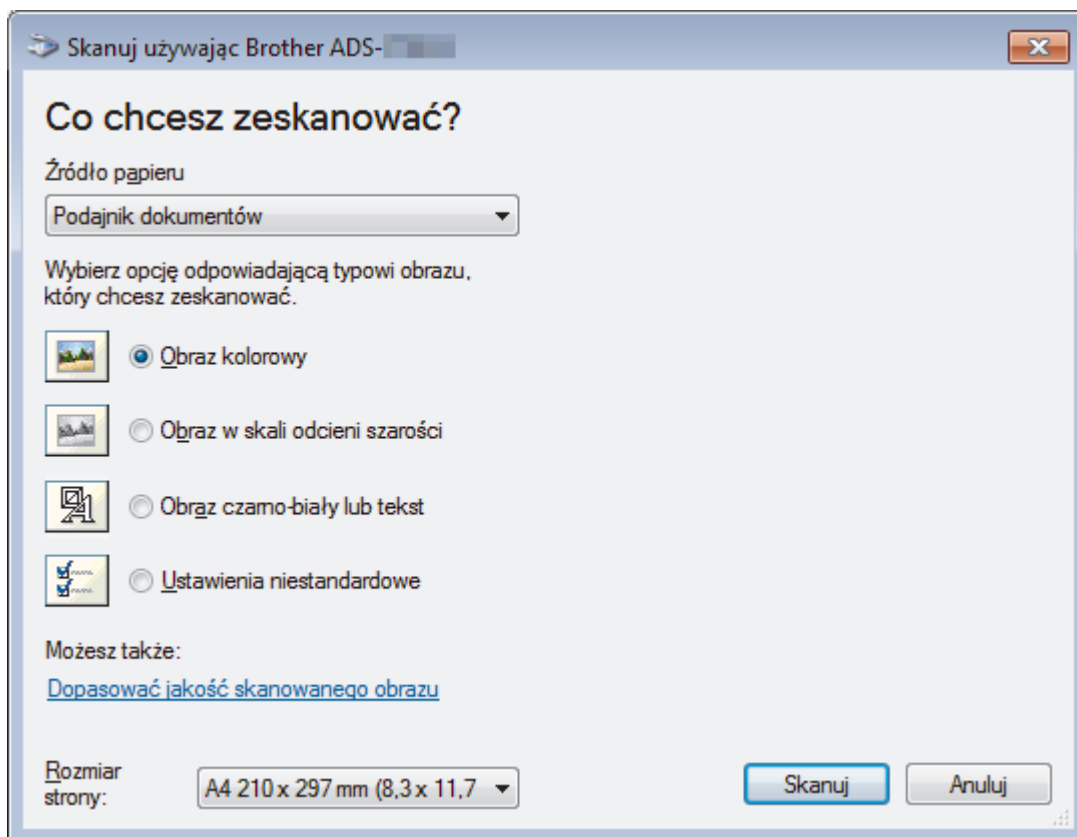 Skanuj używając Brother ADS-
Co chcesz zeskanować?
Źródło papieru
Podajnik dokumentów
Wybierz opcję odpowiadającą typowi obrazu,
który chcesz zeskanować.
Obraz kolorowy
Obraz w skali odcieni szarości
Obraz czarno-biały lub tekst
Ustawienia niestandardowe
Możesz także:
Dopasować jakość skanowanego obrazu
Rozmiar
strony:
A4 210 x 297 mm (8,3 x 11,7
Skanuj
Anuluj